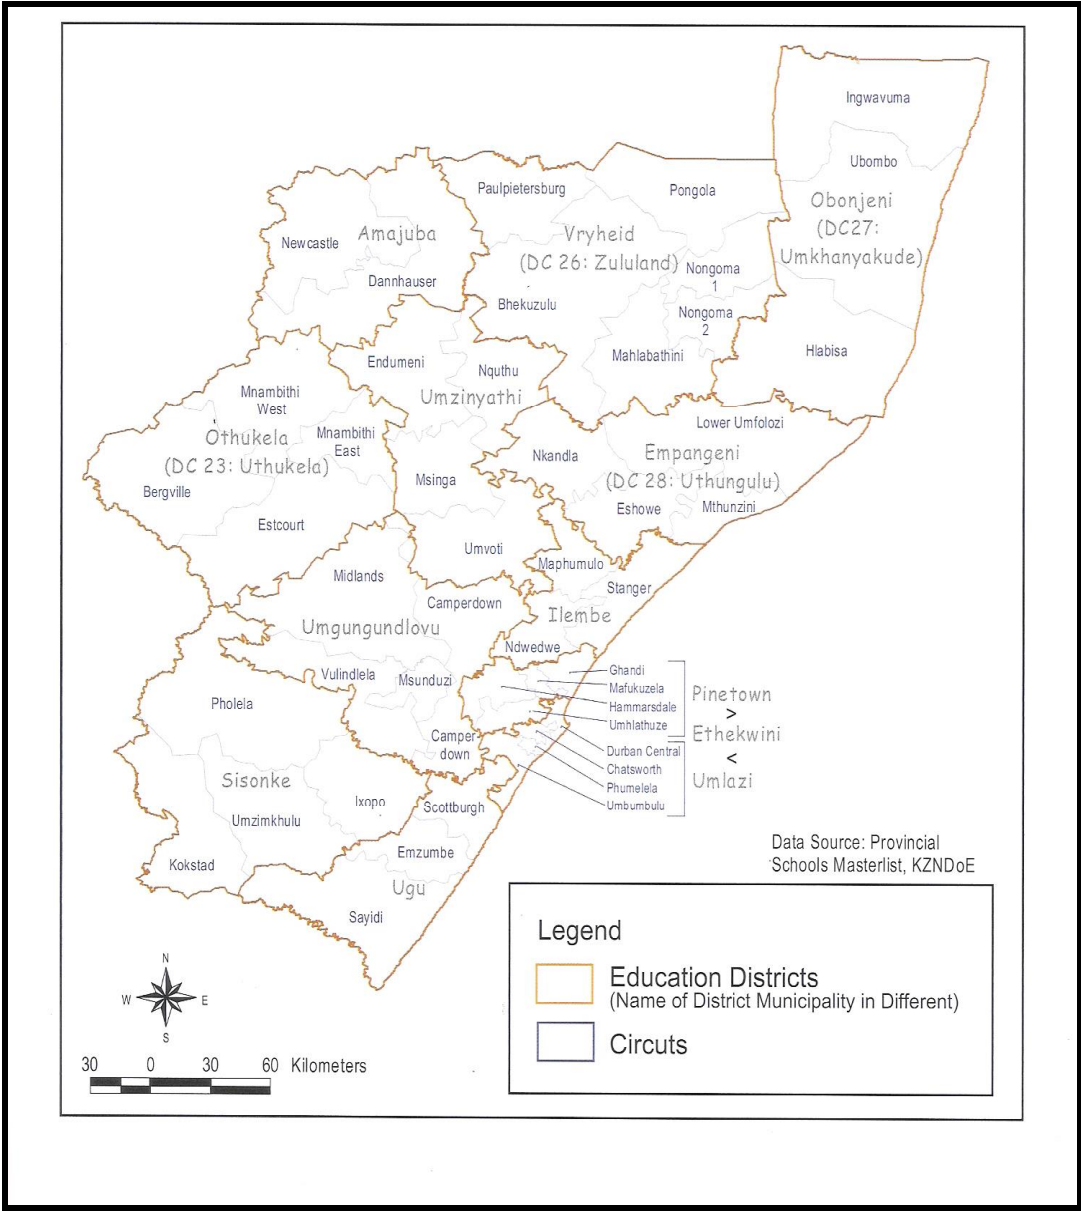 Ingwavuma
Ubombo
Obonjeni
(DC27:
Umkhanyakude)
Paulpietersburg
Pongola
Amajuba
Newcastle
Vryheid
(DC 26: Zululand)
Nongoma
1
Dannhauser
Bhekuzulu
Nongoma
2
Hlabisa
Mahlabathini
Endumeni
Nquthu
Umzinyathi
Mnambithi
West
Othukela
(DC 23: Uthukela)
Mnambithi
East
Lower Umfolozi
Nkandla
Empangeni
(DC 28: Uthungulu)
Msinga
Bergville
Eshowe
Mthunzini
Estcourt
Umvoti
Maphumulo
Midlands
Stanger
Camperdown
Ilembe
Umgungundlovu
Ndwedwe
Vulindlela
Msunduzi
Ghandi
Mafukuzela
Hammarsdale
Umhlathuze
Pinetown
>
Ethekwini
<
Umlazi
Durban Central
Chatsworth
Phumelela
Umbumbulu
Pholela
Camper
down
Sisonke
Ixopo
Scottburgh
Umzimkhulu
Emzumbe
Kokstad
Ugu
Sayidi
Data Source: Provincial
Schools Masterlist, KZNDoE
Legend
Education Districts
(Name of District Municipality in Different)
Circuts
N
W E
S
30 0 30 60 Kilometers